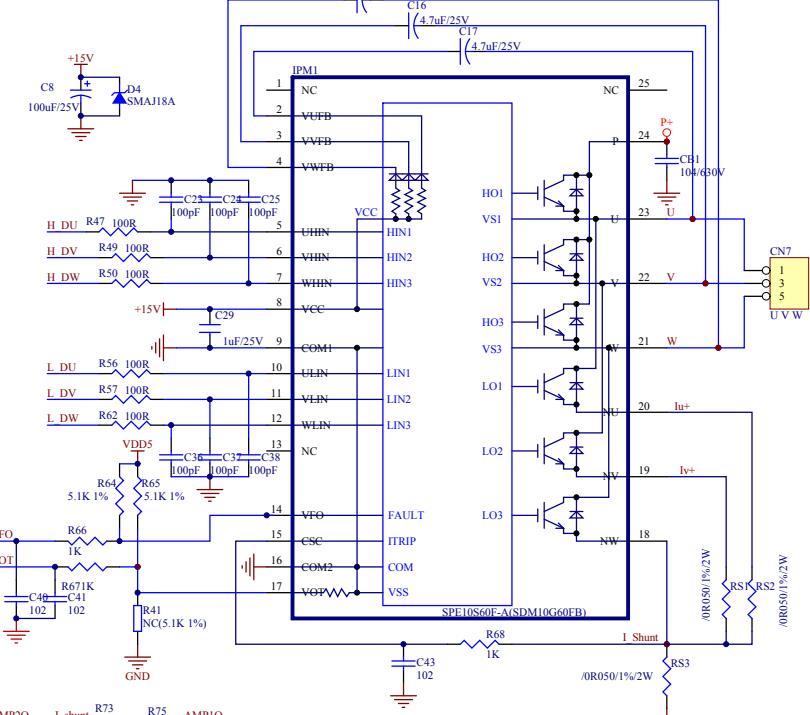 C16
4.7uF/25V
C17
4.7uF/25V
+15V
C8
100uF/25V
D4
SMAJ18A
IPM1
1 NC
2 VUFB
3 VVFB
4 VWFB
NC 25
P 24
P+
CB1
104/630V
C23 C24 C25
100pF 100pF 100pF
VCC
H_DU R47 100R 5 UHIN HIN1
H_DV R49 100R 6 VHIN HIN2
H_DW R50 100R 7 WHIN HIN3
HO1
VS1 U 23 U
HO2
VS2 V 22 V
HO3
VS3 W 21 W
CN7
1
3
5
U V W
+15V 8 VCC
C29
1uF/25V
9 COM1
L_DU R56 100R 10 ULIN LIN1
L_DV R57 100R 11 VLIN LIN2
L_DW R62 100R 12 WLIN LIN3
LO1
NU 20 Iu+
LO2
NV 19 Iv+
LO3
NW 18
13 NC
C36 C37 C38
100pF 100pF 100pF
VDD5
R64 R65
5.1K 1% 5.1K 1%
14 VFO FAULT
FO R66
1K
15 CSC ITRIP
OT
R671K
16 COM2 COM
17 VOT VSS
C40 C41
102 102
R41
NC(5.1K 1%)
GND
SPE10S60F-A(SDM10G60FB)
/0R050/1%/2W
RS1 RS2
/0R050/1%/2W
R68
1K
I_Shunt
C43
102
RS3
/0R050/1%/2W
R73
R75